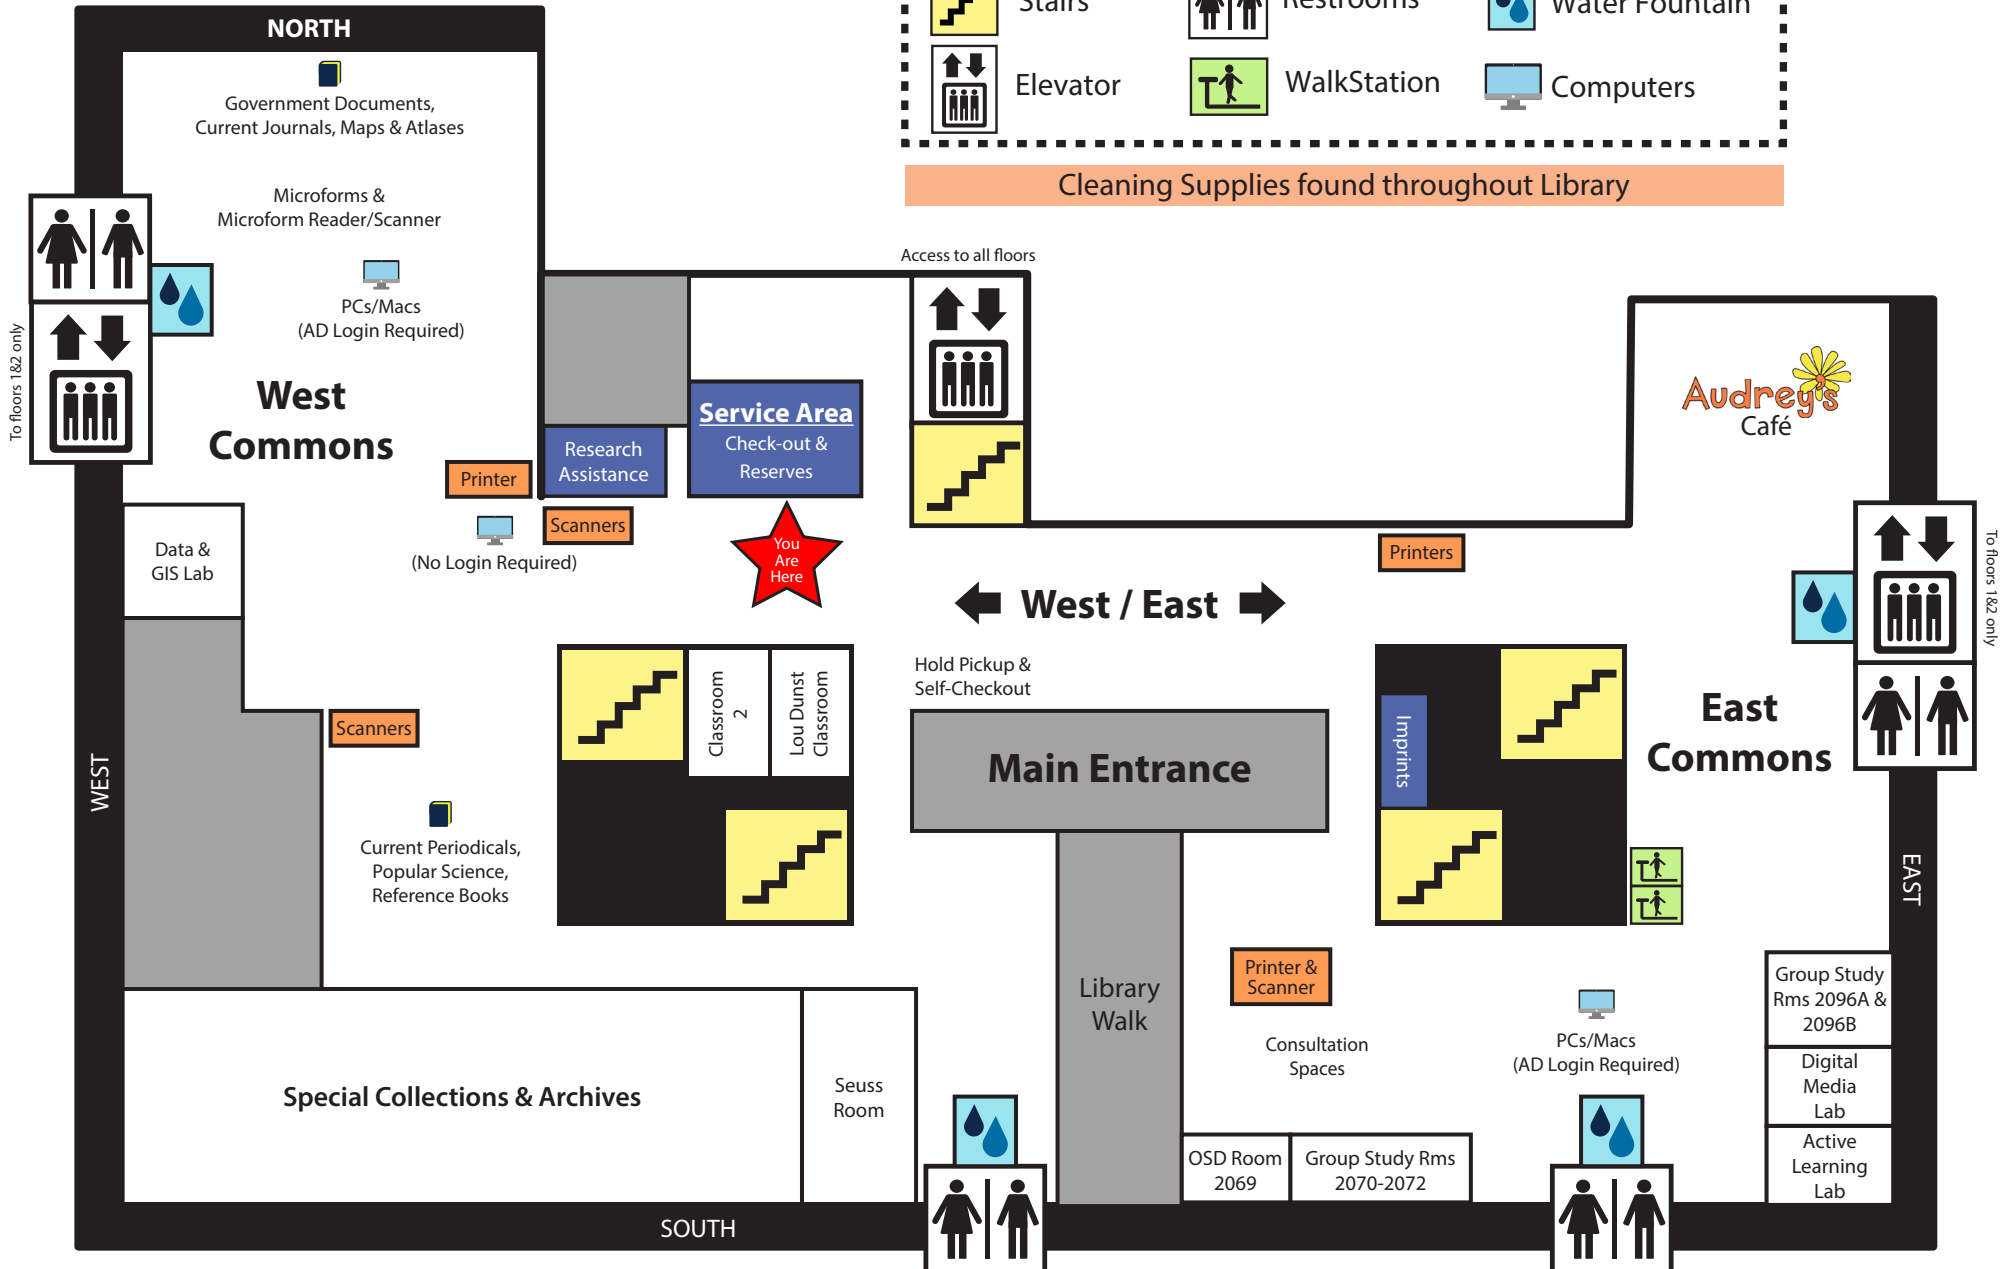 Stairs
Restrooms
Water Fountain
Elevator
WalkStation
Computers
Cleaning Supplies found throughout Library
NORTH
Government Documents,
Current Journals, Maps & Atlases
Microforms &
Microform Reader/Scanner
PCs/Macs
(AD Login Required)
To floors 1&2 only
West
Commons
Access to all floors
Service Area
Check-out &
Reserves
Research
Assistance
Printer
Scanners
(No Login Required)
You
Are
Here
Data &
GIS Lab
Audrey's
Café
Printers
West / East
To floors 1&2 only
Hold Pickup &
Self-Checkout
Classroom
2
Lou Dunst
Classroom
Scanners
Main Entrance
Imprints
East
Commons
WEST
Current Periodicals,
Popular Science,
Reference Books
EAST
Library
Walk
Printer &
Scanner
Consultation
Spaces
PCs/Macs
(AD Login Required)
Group Study
Rms 2096A &
2096B
Digital
Media
Lab
Active
Learning
Lab
Special Collections & Archives
Seuss
Room
OSD Room
2069
Group Study Rms
2070-2072
SOUTH